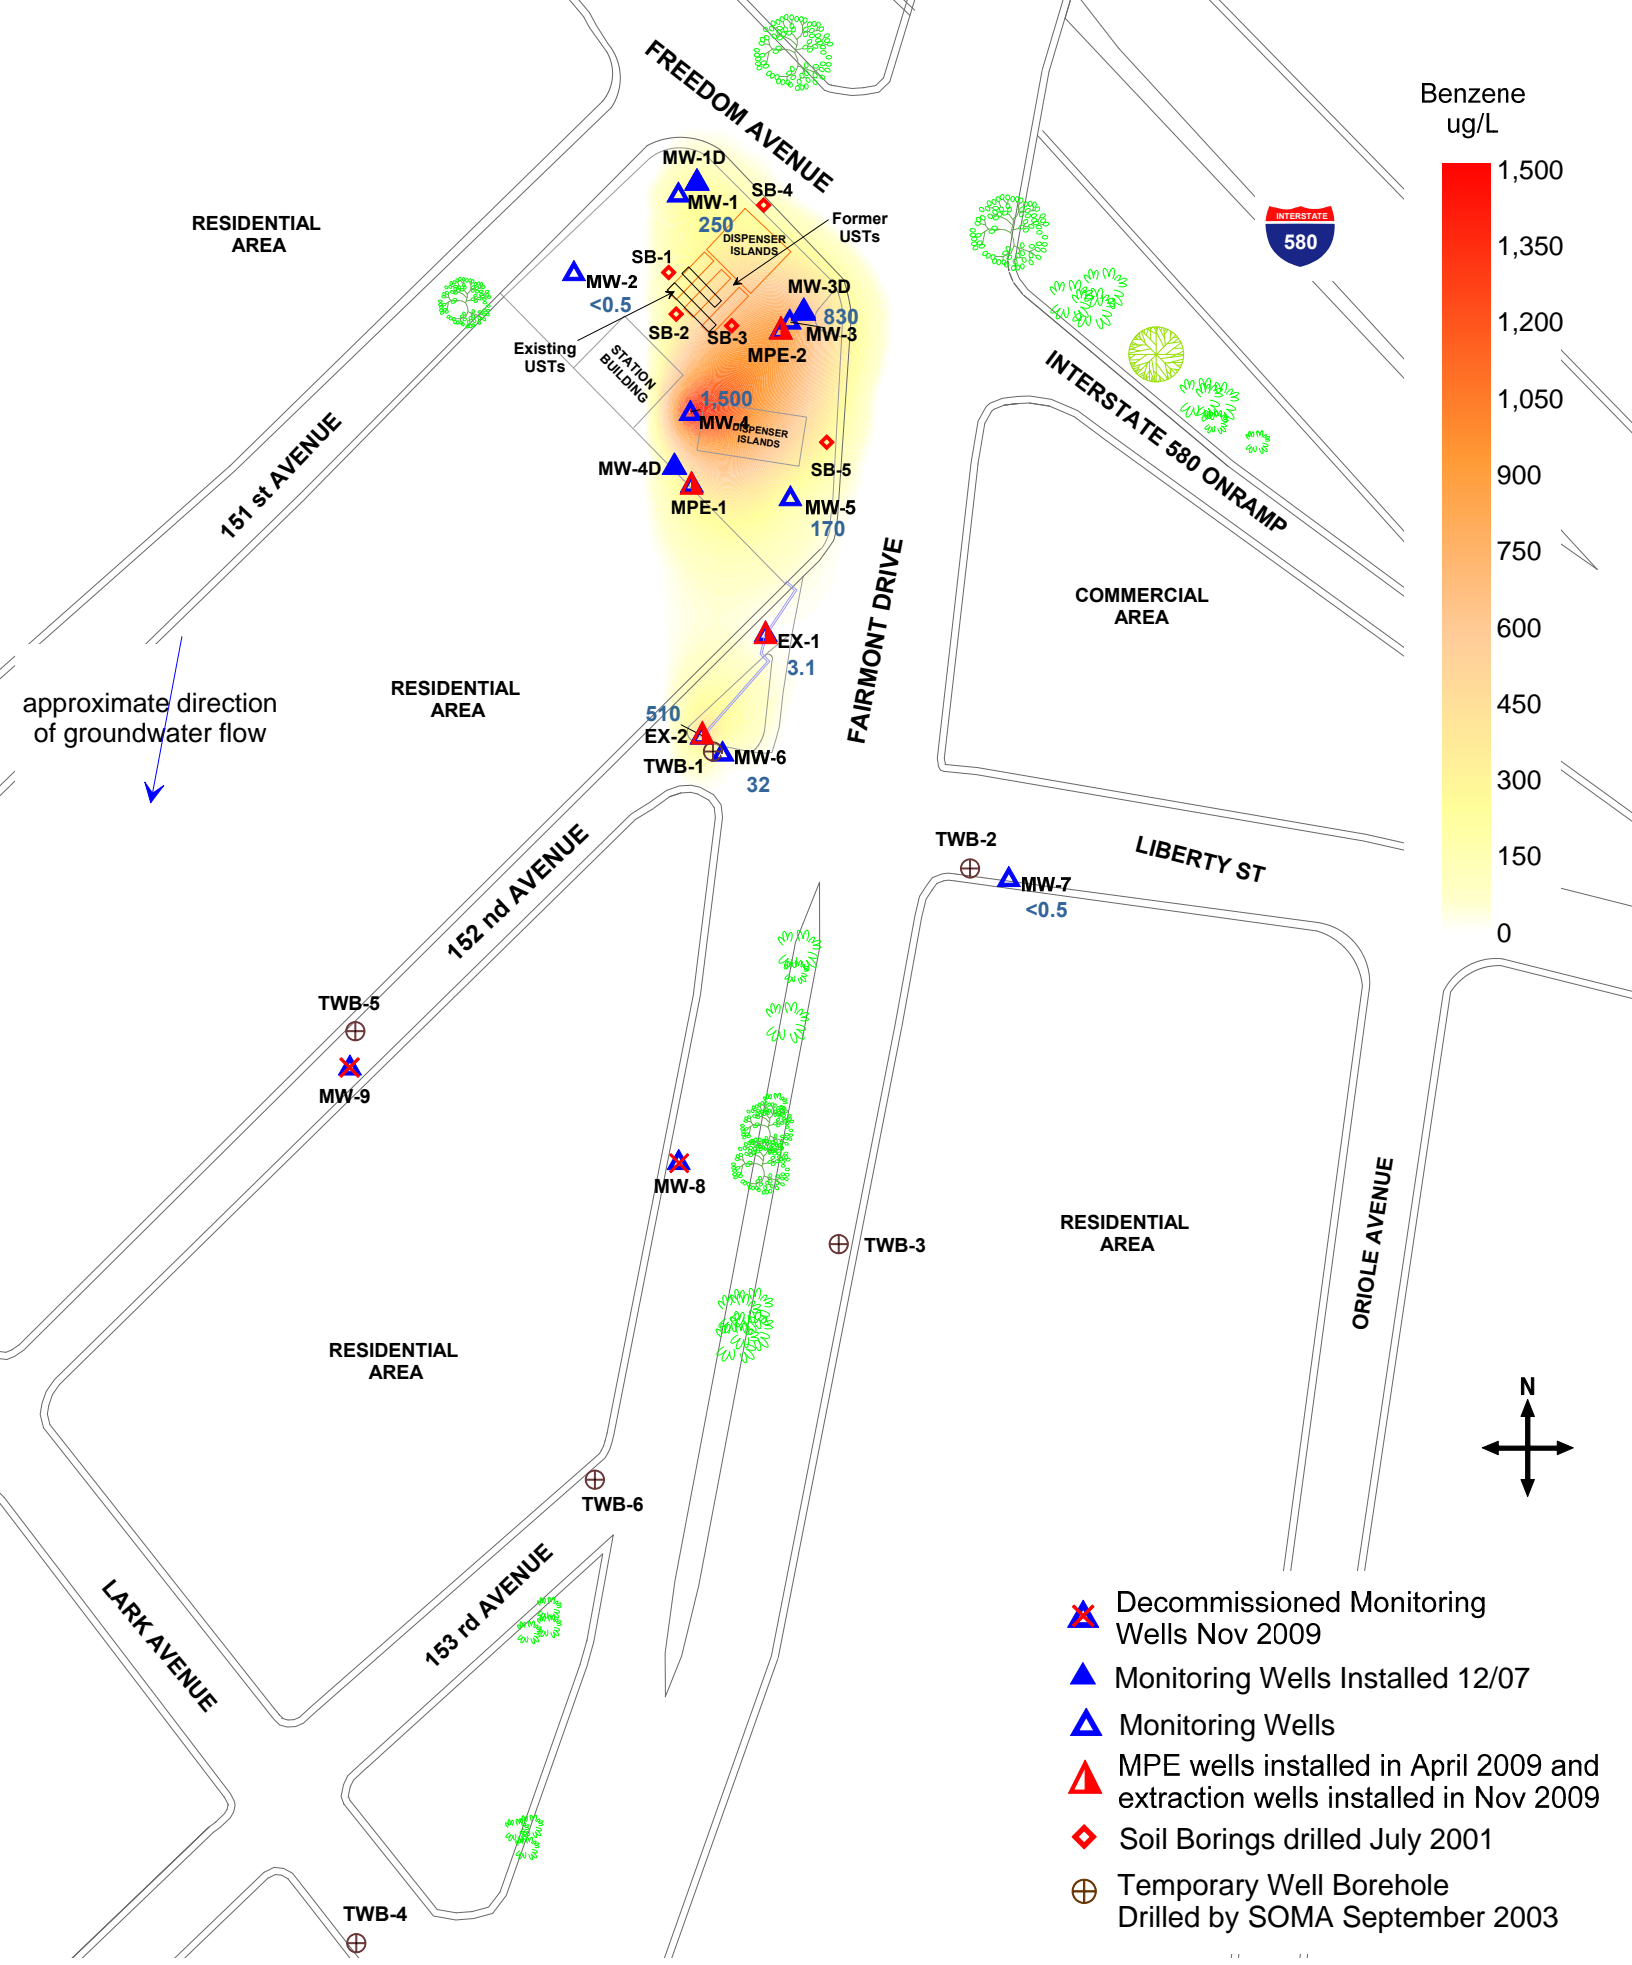 FREEDOM AVENUE
Benzene
ug/L
1,500
1,350
1,200
1,050
900
750
600
450
300
150
0
INTERSTATE
580
MW-1D
MW-1
250
SB-4
DISPENSER
ISLANDS
Former
USTs
RESIDENTIAL
AREA
SB-1
MW-2
<0.5
MW-3D
830
MW-3
SB-2
SB-3
MPE-2
Existing
USTs
STATION
BUILDING
1,500
MW-4
DISPENSER
ISLANDS
MW-4D
MPE-1
SB-5
MW-5
170
151 st AVENUE
INTERSTATE 580 ONRAMP
COMMERCIAL
AREA
FAIRMONT DRIVE
EX-1
3.1
RESIDENTIAL
AREA
approximate direction
of groundwater flow
510
EX-2
TWB-1
MW-6
32
TWB-2
MW-7
<0.5
LIBERTY ST
152 nd AVENUE
TWB-5
MW-9
MW-8
TWB-3
RESIDENTIAL
AREA
ORIOLE AVENUE
RESIDENTIAL
AREA
N
TWB-6
153 rd AVENUE
LARK AVENUE
TWB-4
Decommissioned Monitoring
Wells Nov 2009
Monitoring Wells Installed 12/07
Monitoring Wells
MPE wells installed in April 2009 and
extraction wells installed in Nov 2009
Soil Borings drilled July 2001
Temporary Well Borehole
Drilled by SOMA September 2003